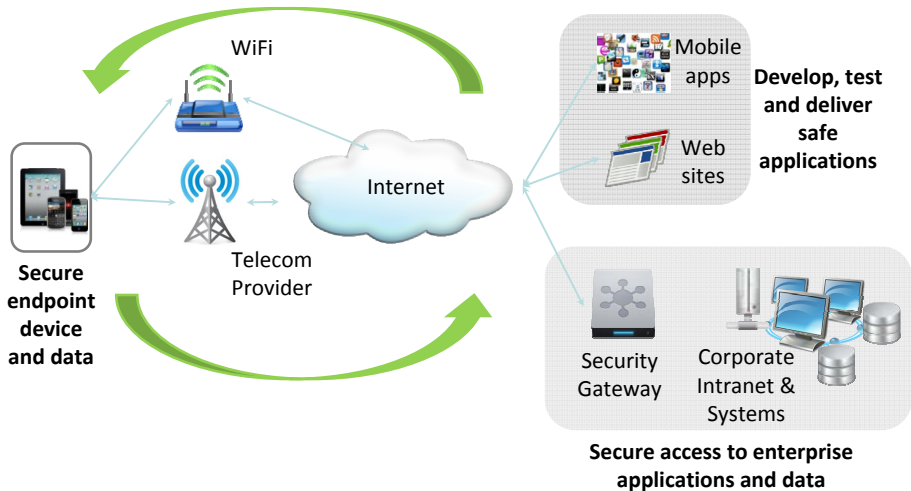 WiFi
Mobile
apps
Develop, test
and deliver
safe
applications
Internet
Web
sites
Telecom
Provider
Secure
endpoint
device
and data
Security
Gateway
Corporate
Intranet &
Systems
Secure access to enterprise
applications and data